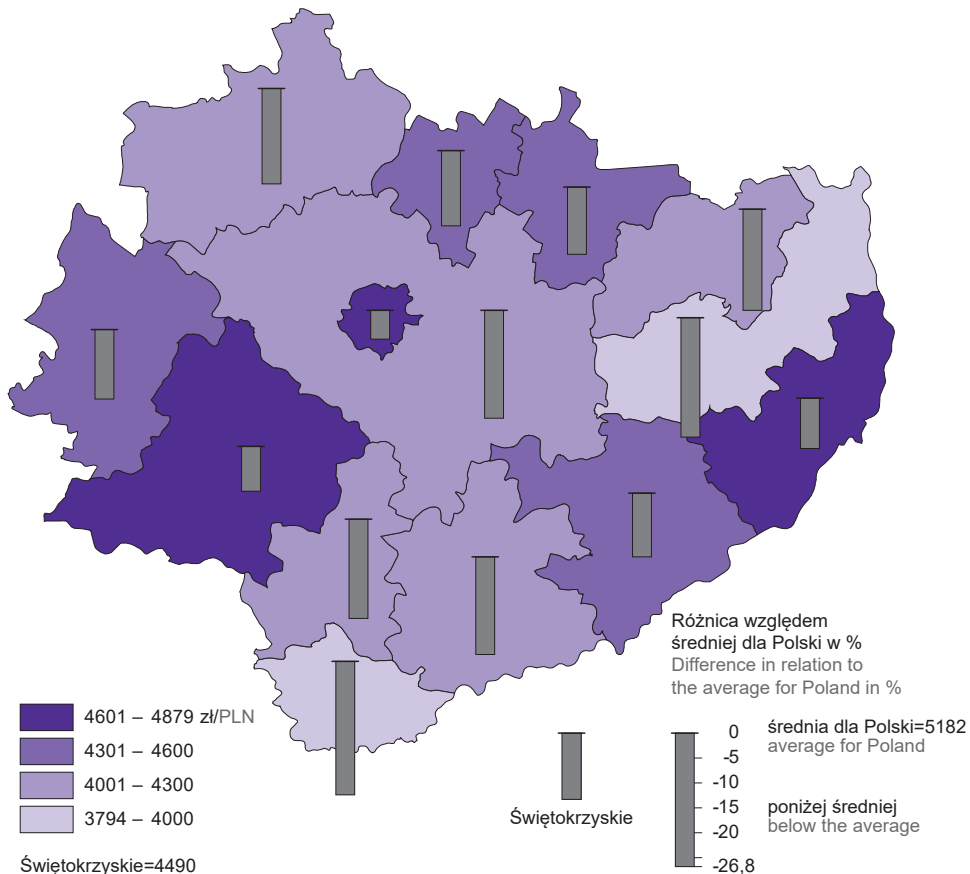 Różnica względem
średniej dla Polski w %
Difference in relation to
the average for Poland in %
4601 – 4879 zł/PLN
4301 – 4600
4001 – 4300
3794 – 4000
Świętokrzyskie=4490
Świętokrzyskie
0
-5
-10
-15
-20
-26,8
średnia dla Polski=5182
average for Poland
poniżej średniej
below the average